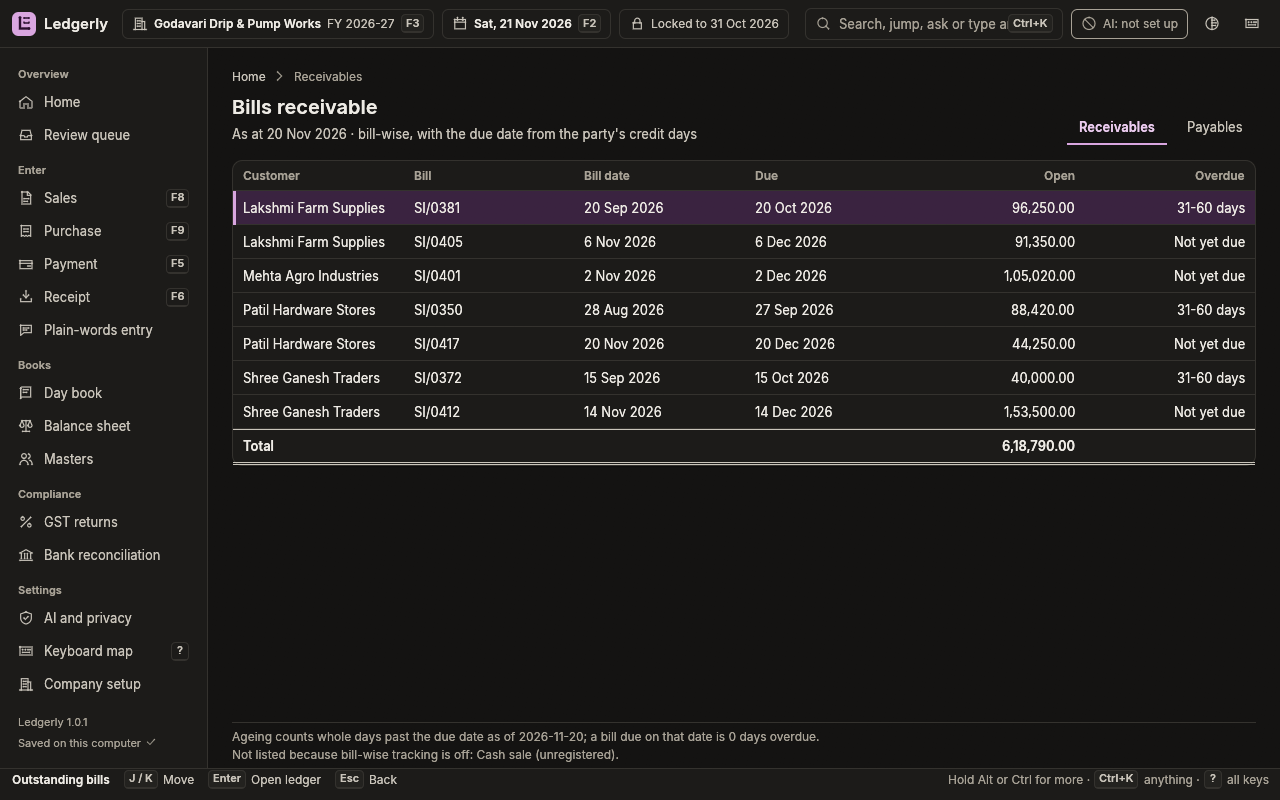 Ledgerly
Godavari Drip & Pump Works FY 2026-27 F3
Sat, 21 Nov 2026 F2
Locked to 31 Oct 2026
Search, jump, ask or type a Ctrl+K
AI: not set up
Overview
Home
Review queue
Enter
Sales F8
Purchase F9
Payment F5
Receipt F6
Plain-words entry
Books
Day book
Balance sheet
Masters
Compliance
GST returns
Bank reconciliation
Settings
AI and privacy
Keyboard map ?
Company setup
Ledgerly 1.0.1
Saved on this computer
Home Receivables
Bills receivable
As at 20 Nov 2026 · bill-wise, with the due date from the party's credit days
Receivables Payables
Customer Bill Bill date Due Open Overdue
Lakshmi Farm Supplies SI/0381 20 Sep 2026 20 Oct 2026 96,250.00 31-60 days
Lakshmi Farm Supplies SI/0405 6 Nov 2026 6 Dec 2026 91,350.00 Not yet due
Mehta Agro Industries SI/0401 2 Nov 2026 2 Dec 2026 1,05,020.00 Not yet due
Patil Hardware Stores SI/0350 28 Aug 2026 27 Sep 2026 88,420.00 31-60 days
Patil Hardware Stores SI/0417 20 Nov 2026 20 Dec 2026 44,250.00 Not yet due
Shree Ganesh Traders SI/0372 15 Sep 2026 15 Oct 2026 40,000.00 31-60 days
Shree Ganesh Traders SI/0412 14 Nov 2026 14 Dec 2026 1,53,500.00 Not yet due
Total 6,18,790.00
Ageing counts whole days past the due date as of 2026-11-20; a bill due on that date is 0 days overdue.
Not listed because bill-wise tracking is off: Cash sale (unregistered).
Outstanding bills J / K Move Enter Open ledger Esc Back
Hold Alt or Ctrl for more · Ctrl+K anything · ? all keys